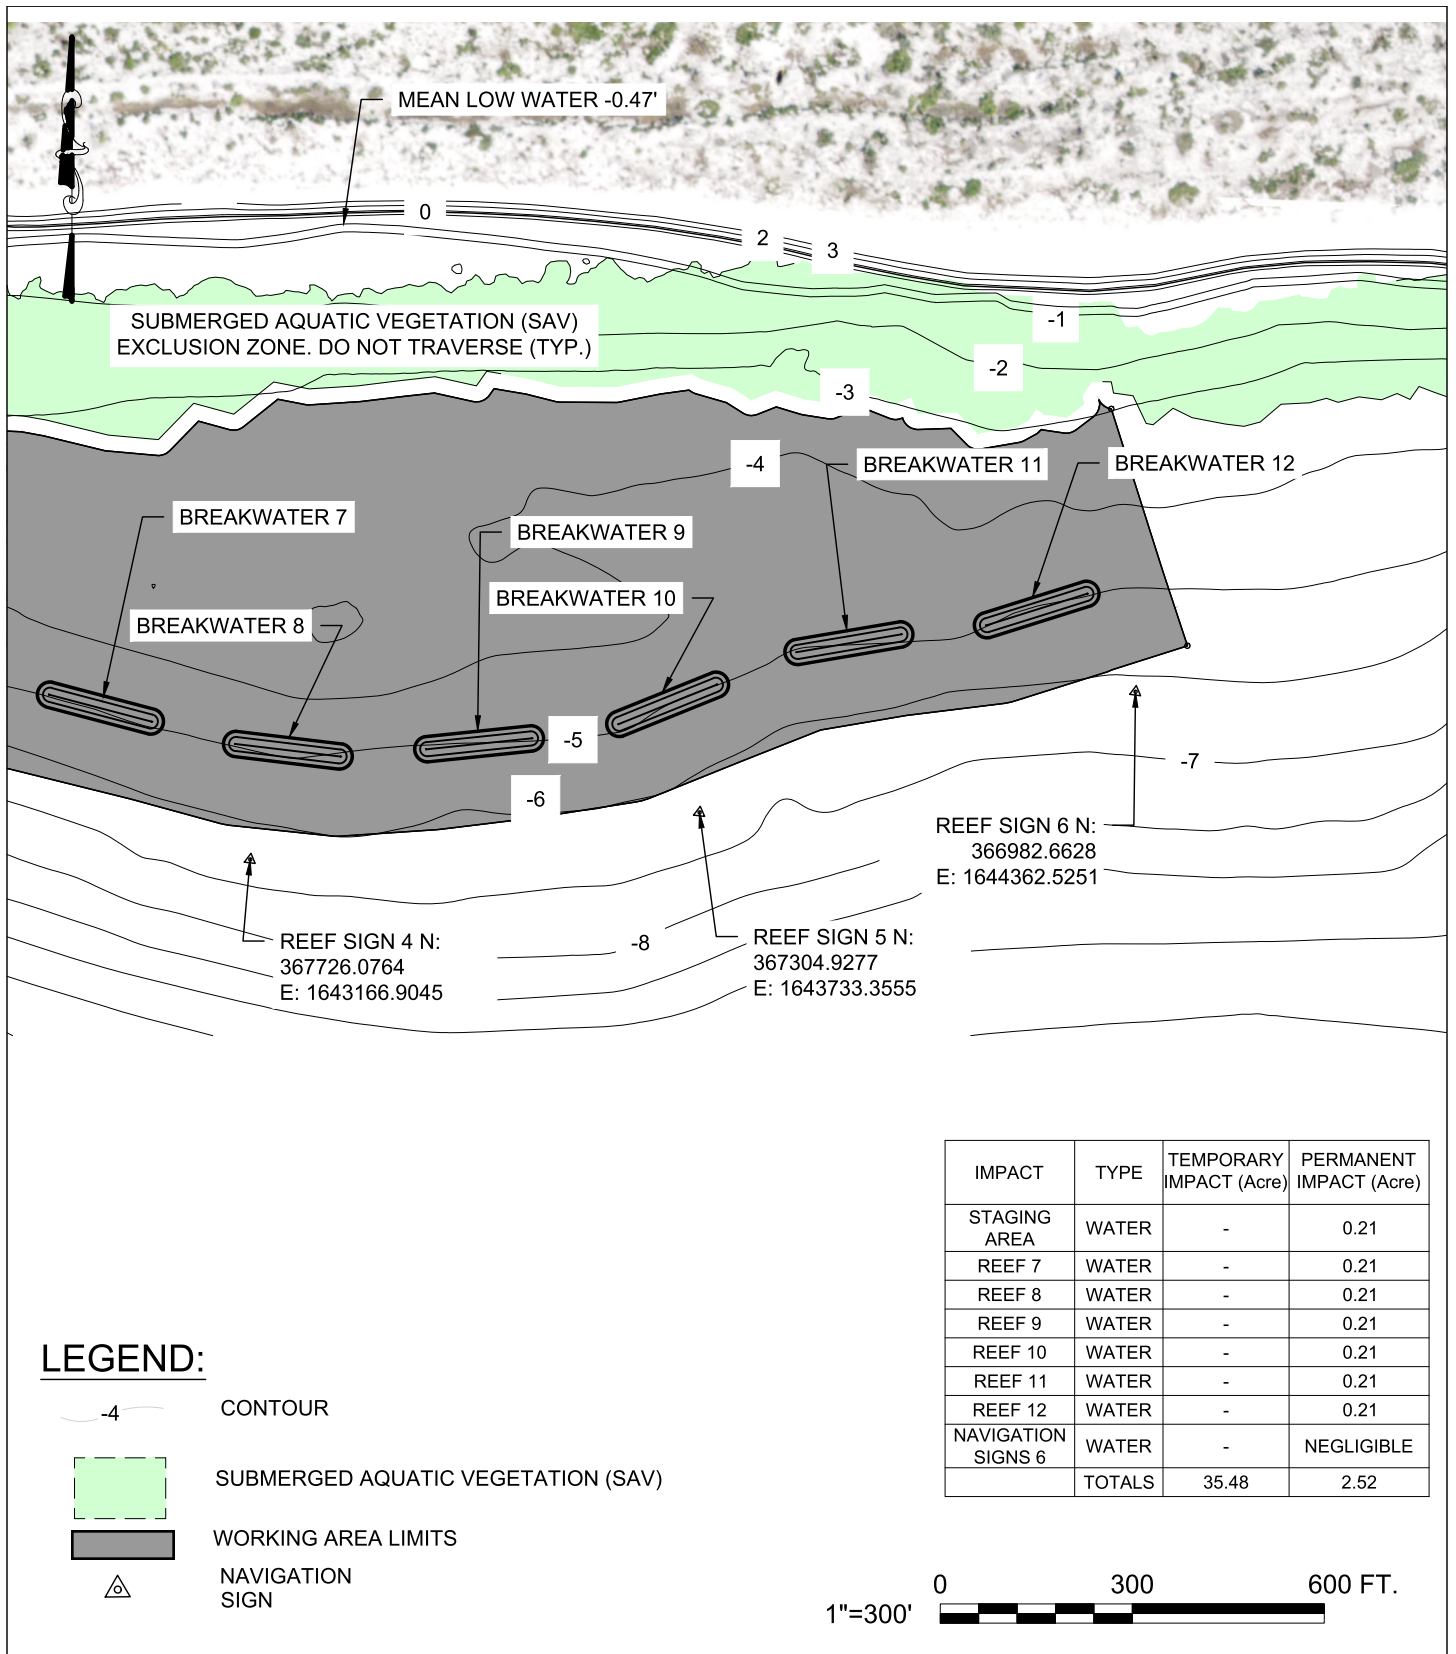 MEAN LOW WATER -0.47'
0
2
3
SUBMERGED AQUATIC VEGETATION (SAV)
EXCLUSION ZONE. DO NOT TRAVERSE (TYP.)
-1
-2
-3
-4
BREAKWATER 11
BREAKWATER 12
BREAKWATER 7
BREAKWATER 9
BREAKWATER 10
BREAKWATER 8
-5
-6
-7
REEF SIGN 6 N:
366982.6628
E: 1644362.5251
REEF SIGN 4 N:
367726.0764
E: 1643166.9045
-8
REEF SIGN 5 N:
367304.9277
E: 1643733.3555
IMPACT TYPE TEMPORARY IMPACT (Acre) PERMANENT IMPACT (Acre)
STAGING AREA WATER - 0.21
REEF 7 WATER - 0.21
REEF 8 WATER - 0.21
REEF 9 WATER - 0.21
REEF 10 WATER - 0.21
REEF 11 WATER - 0.21
REEF 12 WATER - 0.21
NAVIGATION SIGNS 6 WATER - NEGLIGIBLE
TOTALS 35.48 2.52
LEGEND:
-4 CONTOUR
SUBMERGED AQUATIC VEGETATION (SAV)
WORKING AREA LIMITS
NAVIGATION
SIGN
0 300 600 FT.
1"=300'